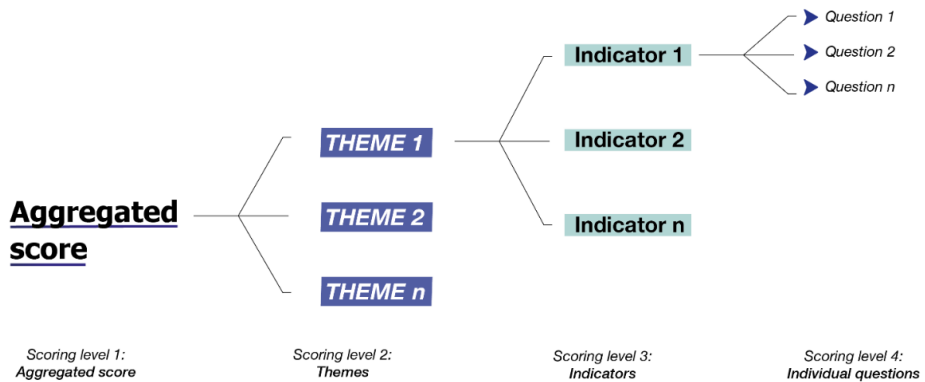 Aggregated
score
THEME 1
THEME 2
THEME n
Indicator 1
Indicator 2
Indicator n
Question 1
Question 2
Question n
Scoring level 1:
Aggregated score
Scoring level 2:
Themes
Scoring level 3:
Indicators
Scoring level 4:
Individual questions